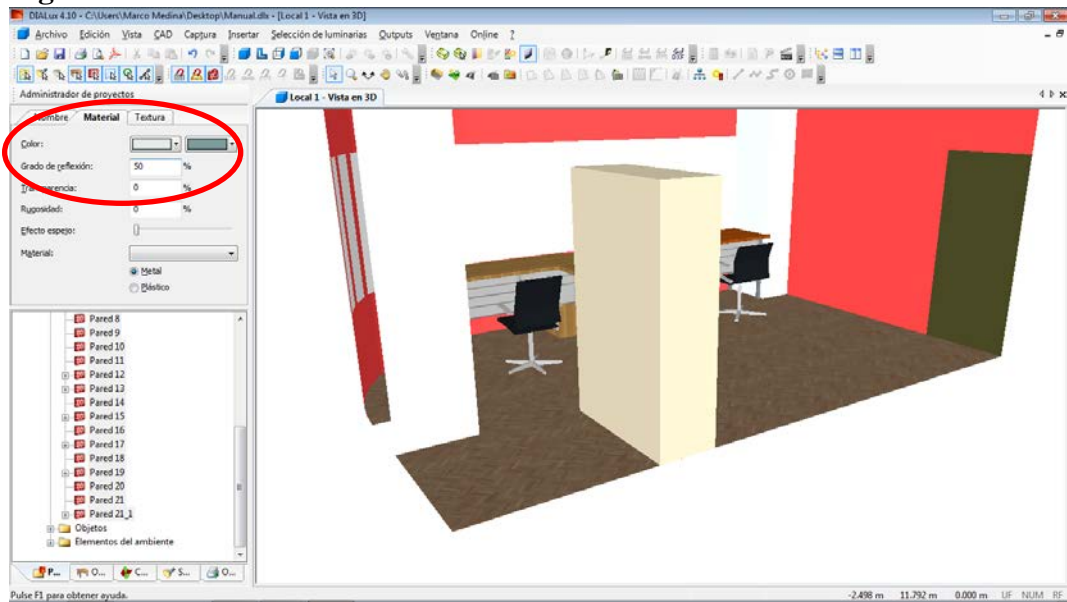 DIALux 4.10 - C:\Users\Marco Medina\Desktop\Manual.dlx - [Local 1 - Vista en 3D]
Archivo Edición Vista CAD Captura Insertar Selección de luminarias Outputs Ventana Online ?
Administrador de proyectos
Local 1 - Vista en 3D
Nombre Material Textura
Color:
Grado de reflexión: 50 %
Transparencia: 0 %
Rugosidad: 0 %
Efecto espejo:
Material:
Metal
Plástico
Pared 8
Pared 9
Pared 10
Pared 11
Pared 12
Pared 13
Pared 14
Pared 15
Pared 16
Pared 17
Pared 18
Pared 19
Pared 20
Pared 21
Pared 21_1
Objetos
Elementos del ambiente
P... O... C... S... O...
Pulse F1 para obtener ayuda. -2.498 m 11.792 m 0.000 m UF NUM RF